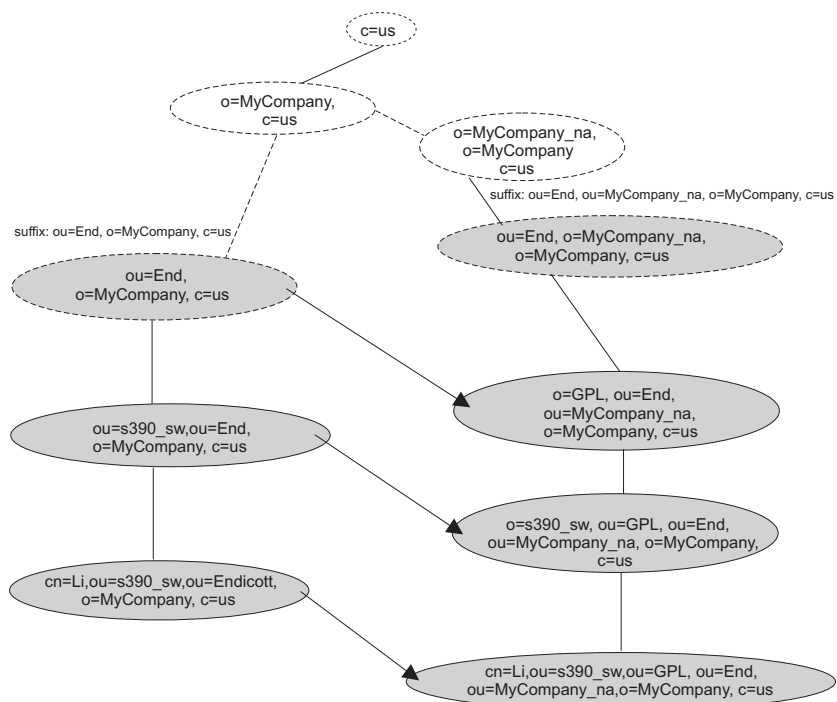 c=us
o=MyCompany,
c=us
o=MyCompany_na,
o=MyCompany
c=us
suffix: ou=End, ou=MyCompany_na, o=MyCompany, c=us
suffix: ou=End, o=MyCompany, c=us
ou=End, o=MyCompany_na,
o=MyCompany, c=us
ou=End,
o=MyCompany, c=us
o=GPL, ou=End,
ou=MyCompany_na,
o=MyCompany, c=us
ou=s390_sw,ou=End,
o=MyCompany, c=us
o=s390_sw, ou=GPL, ou=End,
ou=MyCompany_na, o=MyCompany,
c=us
cn=Li,ou=s390_sw,ou=Endicott,
o=MyCompany, c=us
cn=Li,ou=s390_sw,ou=GPL, ou=End,
ou=MyCompany_na,o=MyCompany, c=us